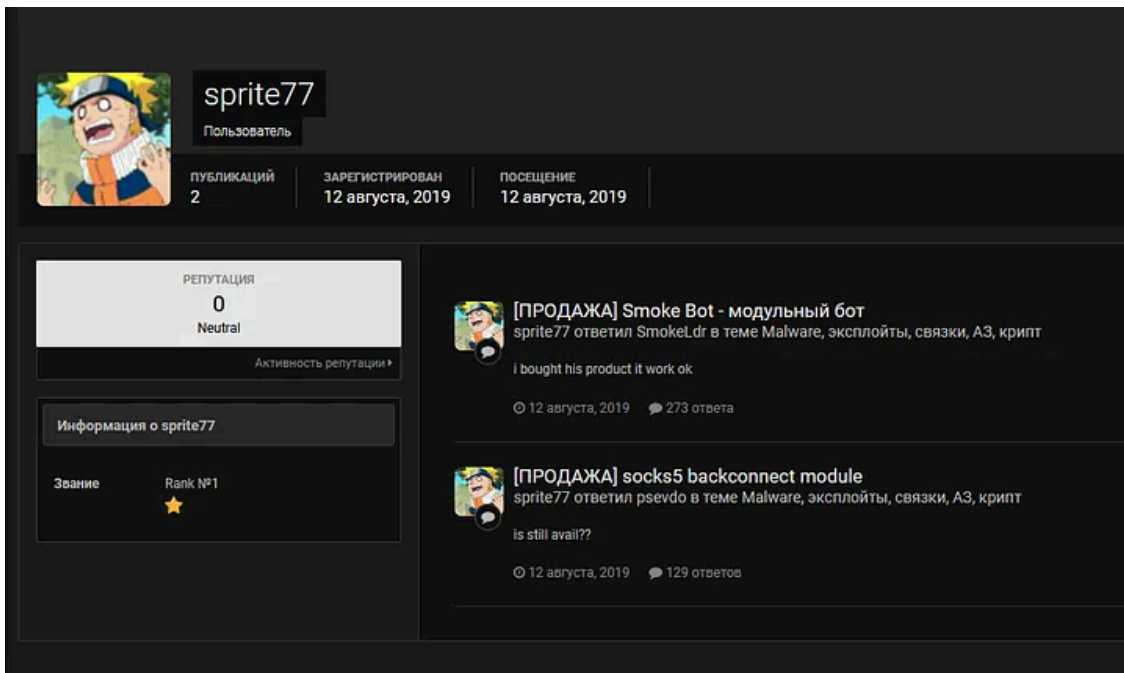 sprite77
Пользователь
ПУБЛИКАЦИЙ
2
ЗАРЕГИСТРИРОВАН
12 августа, 2019
ПОСЕЩЕНИЕ
12 августа, 2019
РЕПУТАЦИЯ
0
Neutral
Активность репутации
Информация о sprite77
Звание
Rank №1
[ПРОДАЖА] Smoke Bot - модульный бот
sprite77 ответил SmokeLdr в теме Malware, эксплойты, связки, АЗ, крипт
i bought his product it work ok
12 августа, 2019 273 ответа
[ПРОДАЖА] socks5 backconnect module
sprite77 ответил psevdo в теме Malware, эксплойты, связки, АЗ, крипт
is still avail??
12 августа, 2019 129 ответов